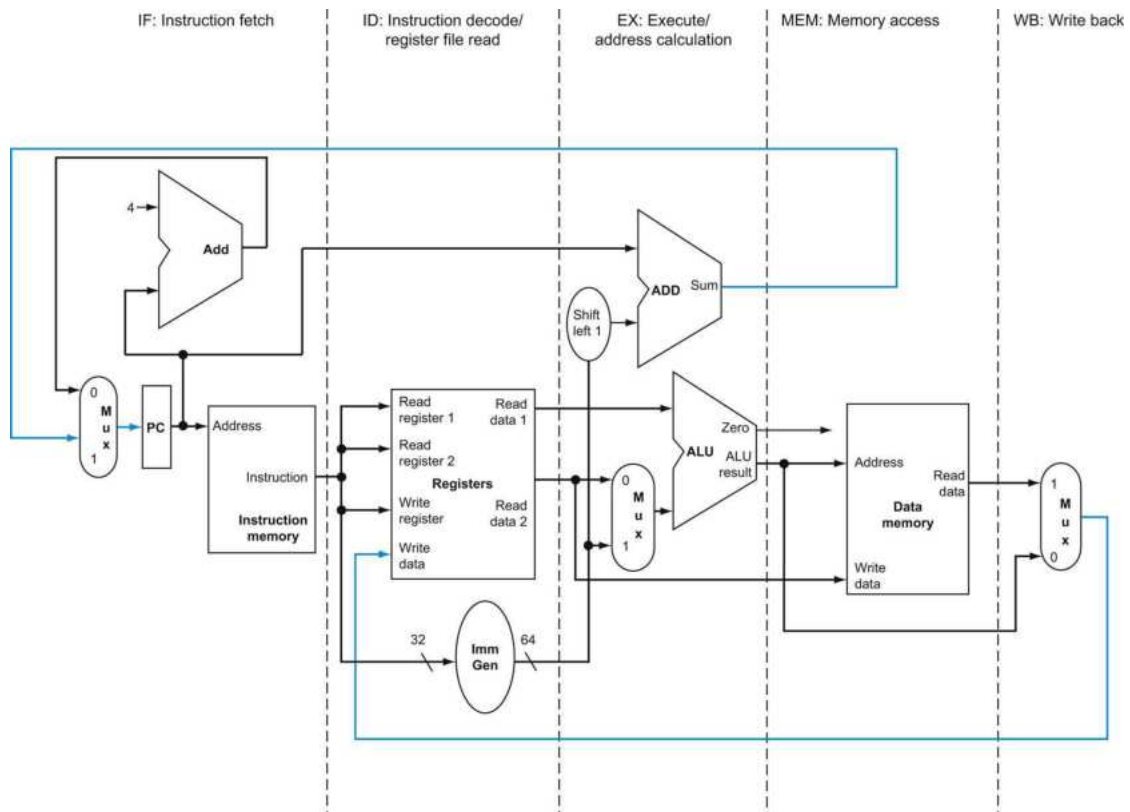 IF: Instruction fetch
ID: Instruction decode/
register file read
EX: Execute/
address calculation
MEM: Memory access
WB: Write back
4
Add
ADD
Sum
Shift
left 1
0
M
u
x
1
PC
Address
Instruction
Instruction
memory
Read
register 1
Read
register 2
Write
register
Write
data
Registers
Read
data 1
Read
data 2
32
Imm
Gen
64
0
M
u
x
1
Zero
ALU
ALU
result
Address
Read
data
Data
memory
Write
data
1
M
u
x
0